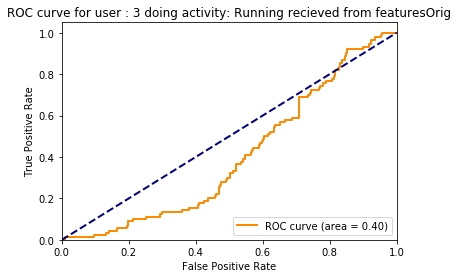 ROC curve for user : 3 doing activity: Running recieved from featuresOrig
1.0
0.8
0.6
0.4
0.2
0.0
True Positive Rate
ROC curve (area = 0.40)
0.0 0.2 0.4 0.6 0.8 1.0
False Positive Rate